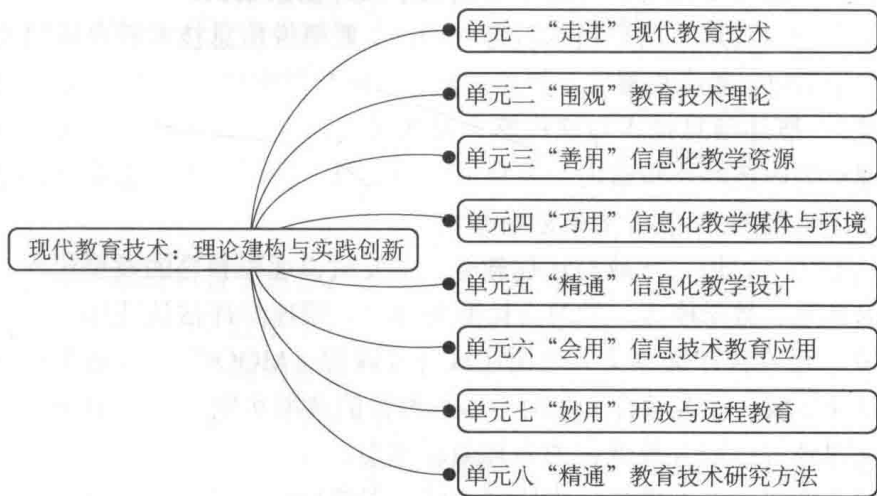 单元一“走进”现代教育技术
单元二“围观”教育技术理论
单元三“善用”信息化教学资源
单元四“巧用”信息化教学媒体与环境
现代教育技术：理论建构与实践创新
单元五“精通”信息化教学设计
单元六“会用”信息技术教育应用
单元七“妙用”开放与远程教育
单元八“精通”教育技术研究方法